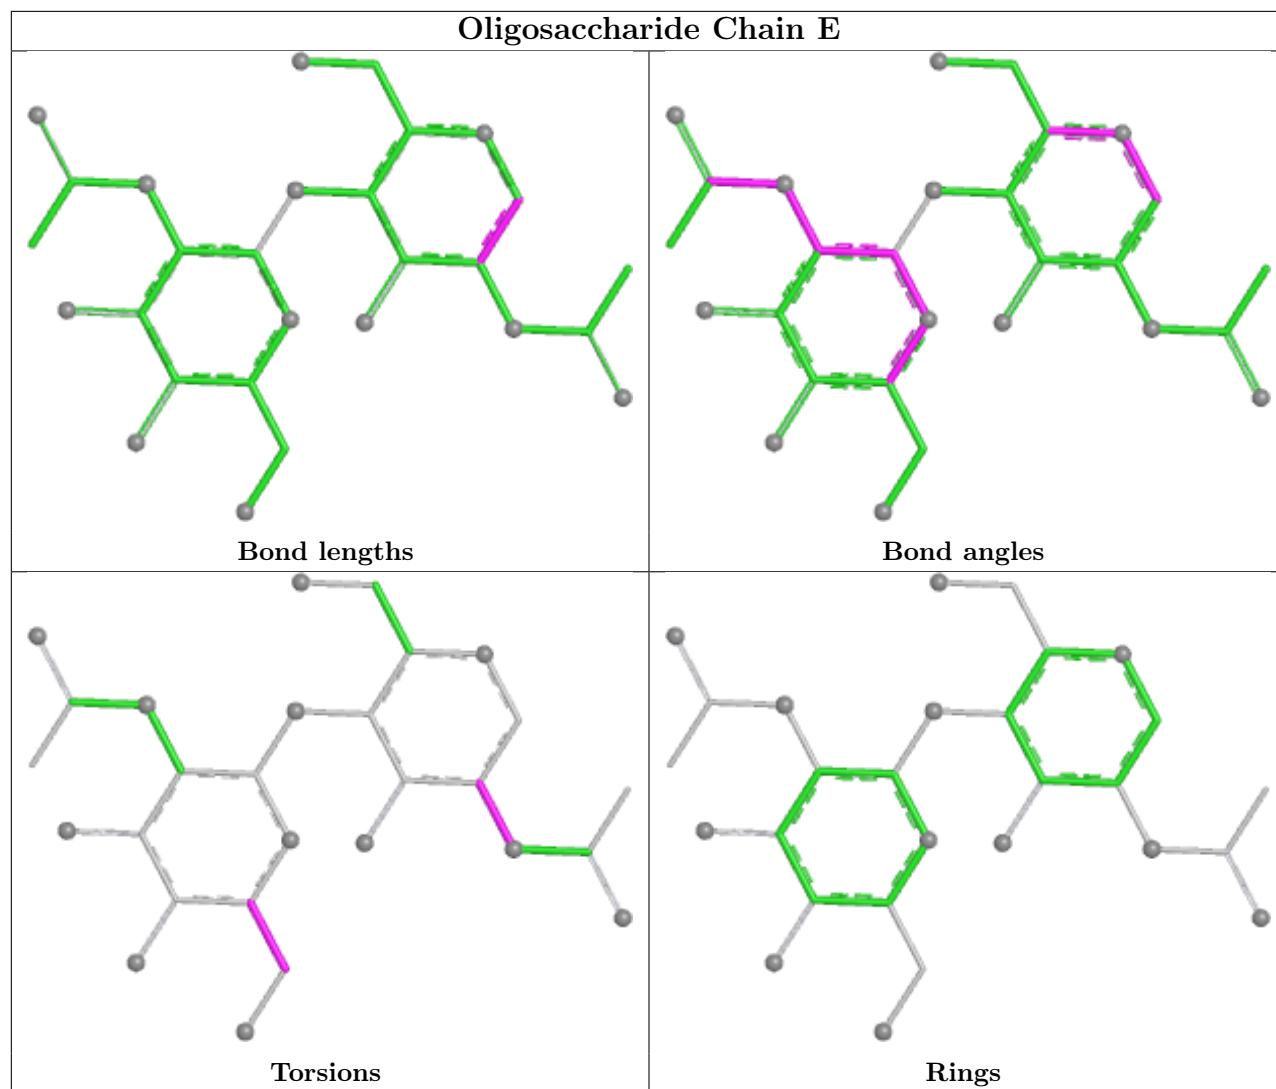 Oligosaccharide Chain E
Bond lengths
Bond angles
Torsions
Rings